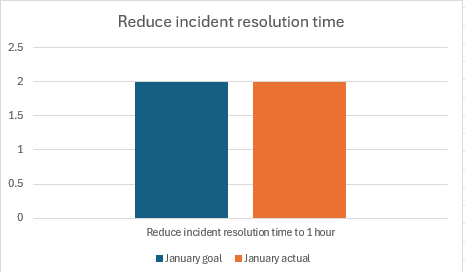 Reduce incident resolution time
2.5
2
1.5
1
0.5
0
Reduce incident resolution time to 1 hour
January goal January actual